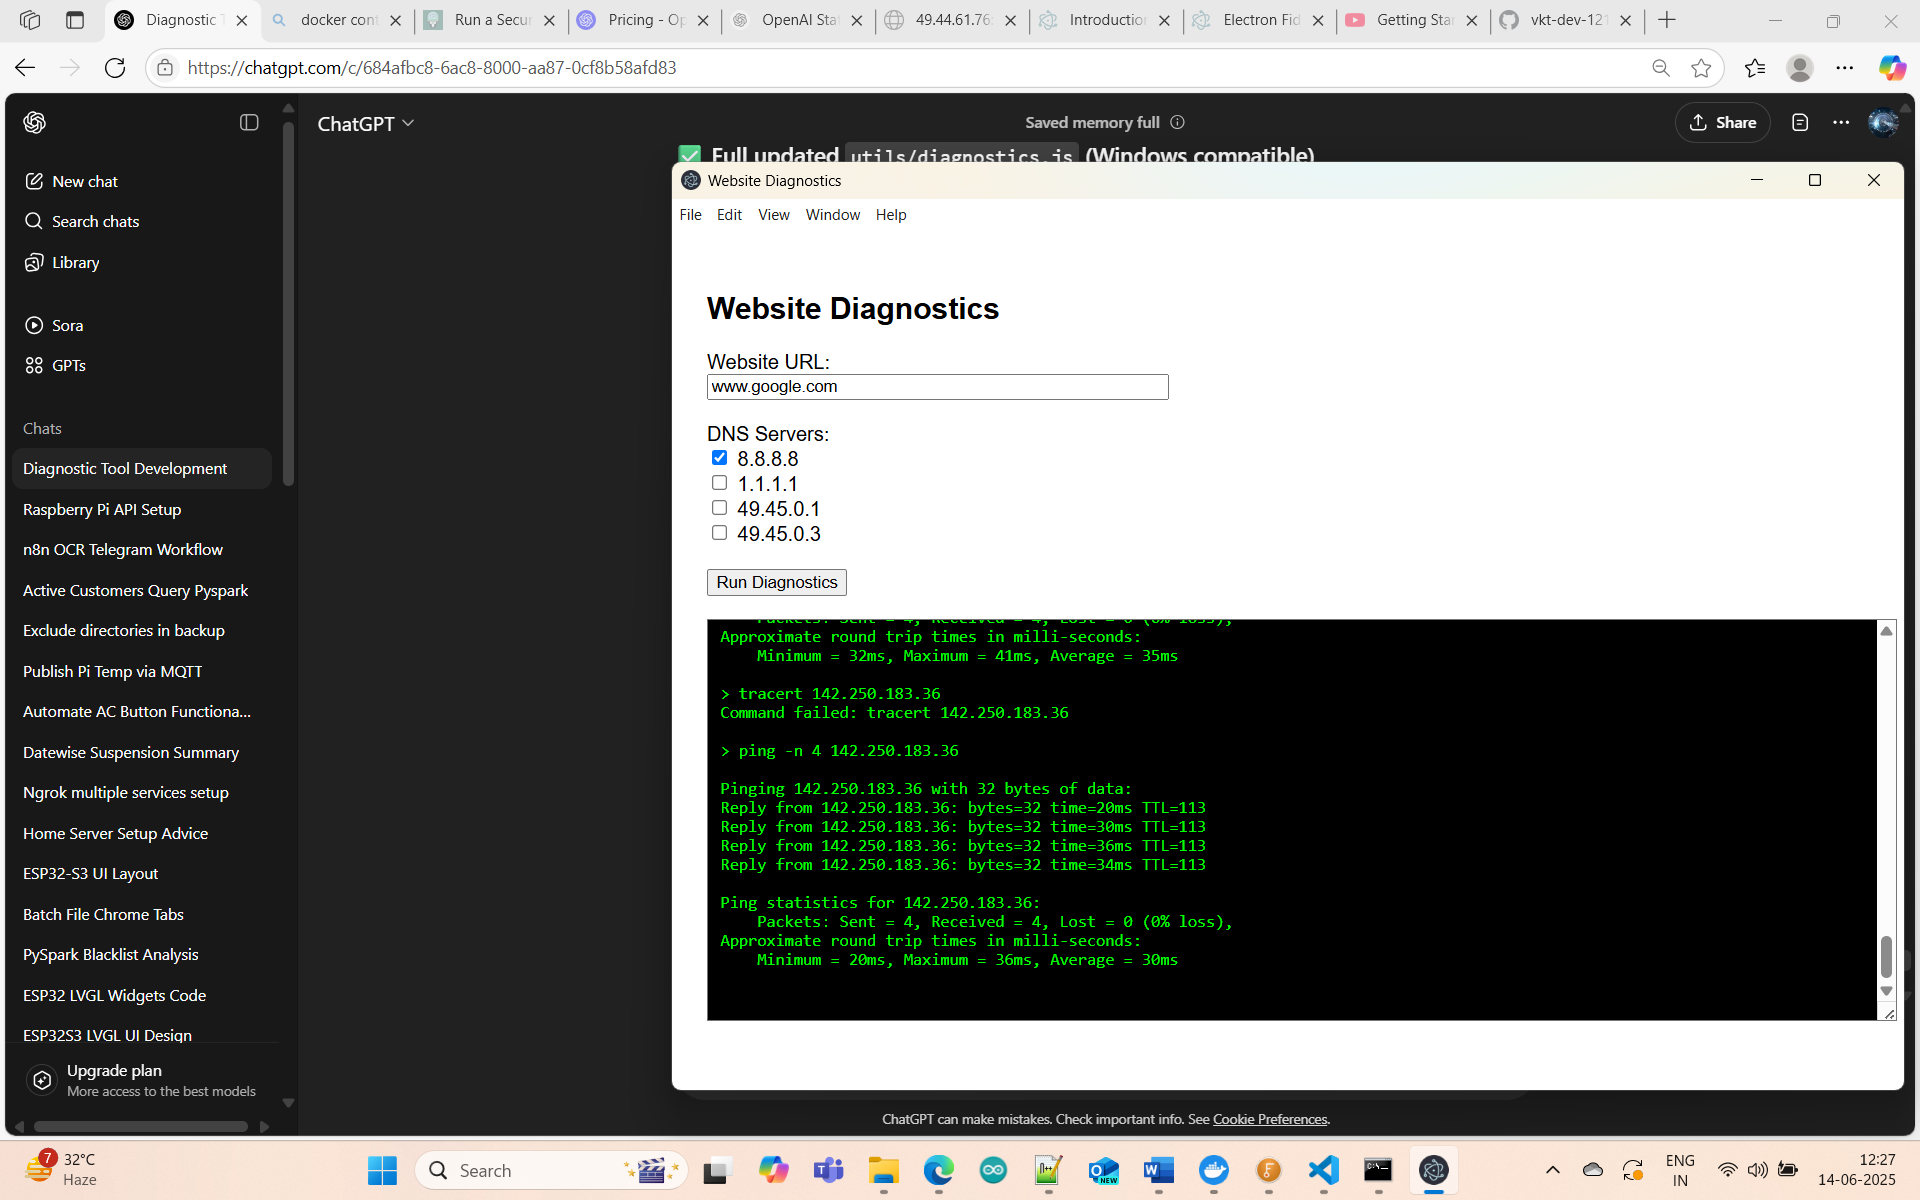 Diagnostic T
docker con
Run a Secu
Pricing - Op
OpenAI Sta
49.44.61.76
Introduction
Electron Fid
Getting Star
vkt-dev-121
https://chatgpt.com/c/684afbc8-6ac8-8000-aa87-0cf8b58afd83
ChatGPT
Saved memory full
Share
New chat
Search chats
Library
Sora
GPTs
Chats
Diagnostic Tool Development
Raspberry Pi API Setup
n8n OCR Telegram Workflow
Active Customers Query Pyspark
Exclude directories in backup
Publish Pi Temp via MQTT
Automate AC Button Functiona...
Datewise Suspension Summary
Ngrok multiple services setup
Home Server Setup Advice
ESP32-S3 UI Layout
Batch File Chrome Tabs
PySpark Blacklist Analysis
ESP32 LVGL Widgets Code
ESP32S3 LVGL UI Design
Upgrade plan
More access to the best models
Full updated utils/diagnostics.js (Windows compatible)
Website Diagnostics
File Edit View Window Help
Website Diagnostics
Website URL:
www.google.com
DNS Servers:
8.8.8.8
1.1.1.1
49.45.0.1
49.45.0.3
Run Diagnostics
Packets: Sent = 4, Received = 4, Lost = 0 (0% loss),
Approximate round trip times in milli-seconds:
Minimum = 32ms, Maximum = 41ms, Average = 35ms
> tracert 142.250.183.36
Command failed: tracert 142.250.183.36
> ping -n 4 142.250.183.36
Pinging 142.250.183.36 with 32 bytes of data:
Reply from 142.250.183.36: bytes=32 time=20ms TTL=113
Reply from 142.250.183.36: bytes=32 time=30ms TTL=113
Reply from 142.250.183.36: bytes=32 time=36ms TTL=113
Reply from 142.250.183.36: bytes=32 time=34ms TTL=113
Ping statistics for 142.250.183.36:
Packets: Sent = 4, Received = 4, Lost = 0 (0% loss),
Approximate round trip times in milli-seconds:
Minimum = 20ms, Maximum = 36ms, Average = 30ms
ChatGPT can make mistakes. Check important info. See Cookie Preferences.
7
32°C
Haze
Search
NEW
ENG
IN
12:27
14-06-2025